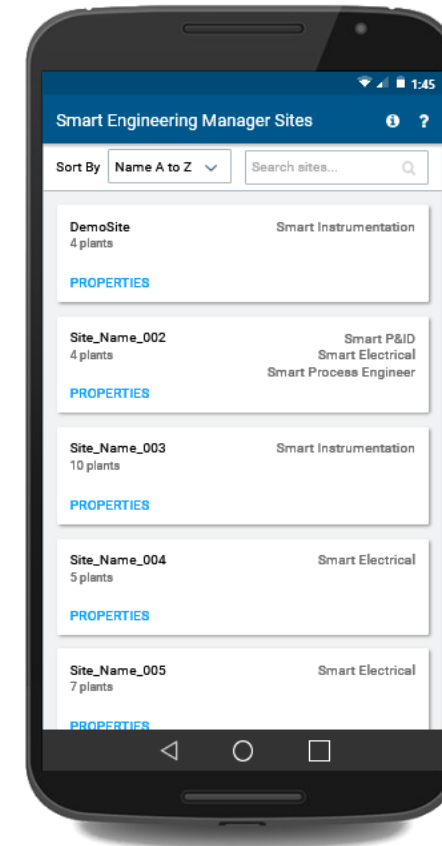 1:45
Smart Engineering Manager Sites
Sort By Name A to Z Search sites...
DemoSite Smart Instrumentation
4 plants
PROPERTIES
Site_Name_002 Smart P&ID
4 plants Smart Electrical
Smart Process Engineer
PROPERTIES
Site_Name_003 Smart Instrumentation
10 plants
PROPERTIES
Site_Name_004 Smart Electrical
5 plants
PROPERTIES
Site_Name_005 Smart Electrical
7 plants
PROPERTIES